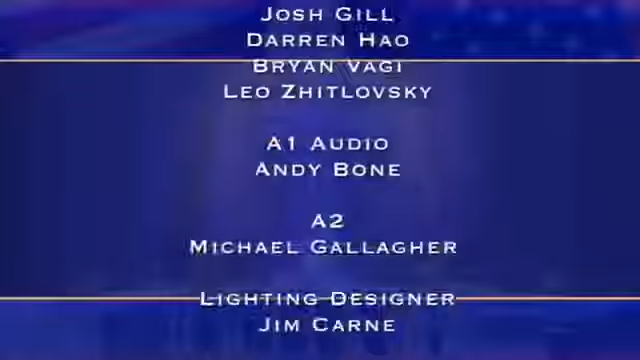 JOSH GILL
DARREN HAO
BRYAN VAGI
LEO ZHITLOVSKY
A1 AUDIO
ANDY BONE
A2
MICHAEL GALLAGHER
LIGHTING DESIGNER
JIM CARNE